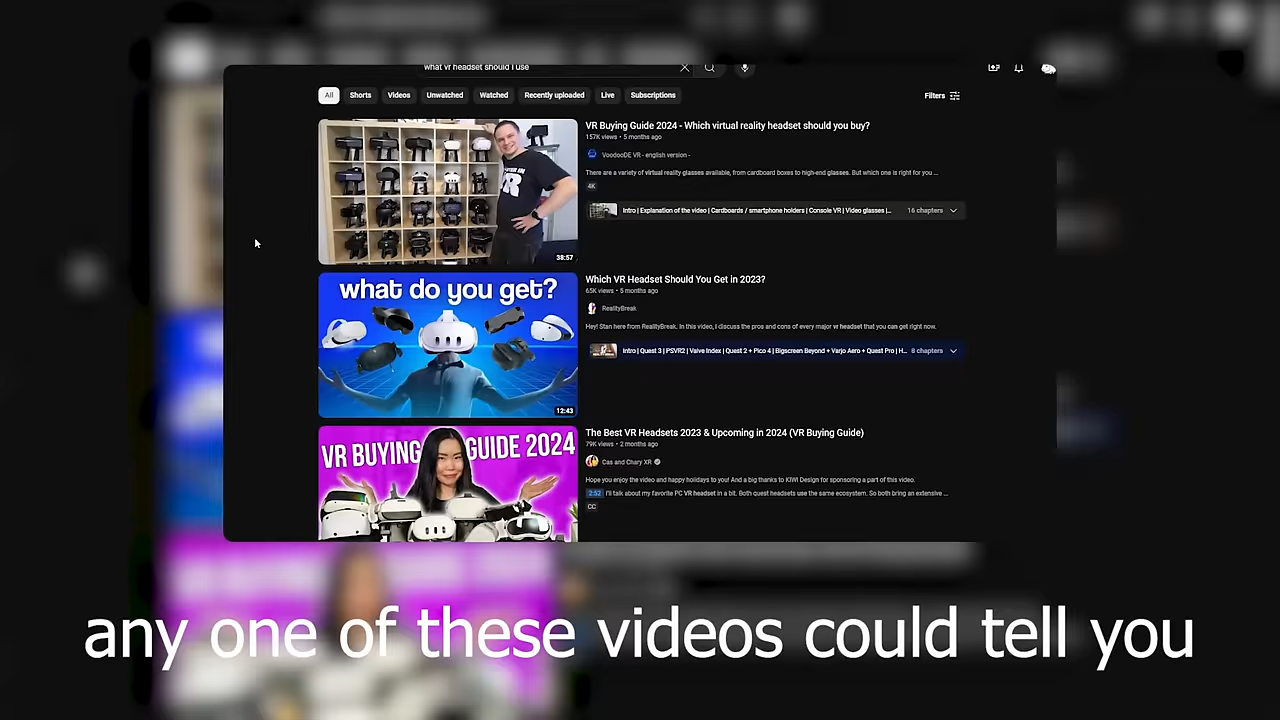 what vr headset should I use
All Shorts Videos Unwatched Watched Recently uploaded Live Subscriptions Filters
VR Buying Guide 2024 - Which virtual reality headset should you buy?
157K views • 5 months ago
VoodooDE VR - english version -
There are a variety of virtual reality glasses available, from cardboard boxes to high-end glasses. But which one is right for you ...
4K
Intro | Explanation of the video | Cardboards / smartphone holders | Console VR | Video glasses |... 16 chapters
38:57
what do you get?
12:43
Which VR Headset Should You Get in 2023?
65K views • 5 months ago
RealityBreak
Hey! Stan here from RealityBreak. In this video, I discuss the pros and cons of every major vr headset that you can get right now.
Intro | Quest 3 | PSVR2 | Valve Index | Quest 2 + Pico 4 | Bigscreen Beyond + Varjo Aero + Quest Pro | H... 8 chapters
VR BUYING GUIDE 2024
The Best VR Headsets 2023 & Upcoming in 2024 (VR Buying Guide)
79K views • 2 months ago
Cas and Chary XR
Hope you enjoy the video and happy holidays to you! And a big thanks to KIWI Design for sponsoring a part of this video.
2:52 I'll talk about my favorite PC VR headset in a bit. Both quest headsets use the same ecosystem. So both bring an extensive ...
CC
any one of these videos could tell you